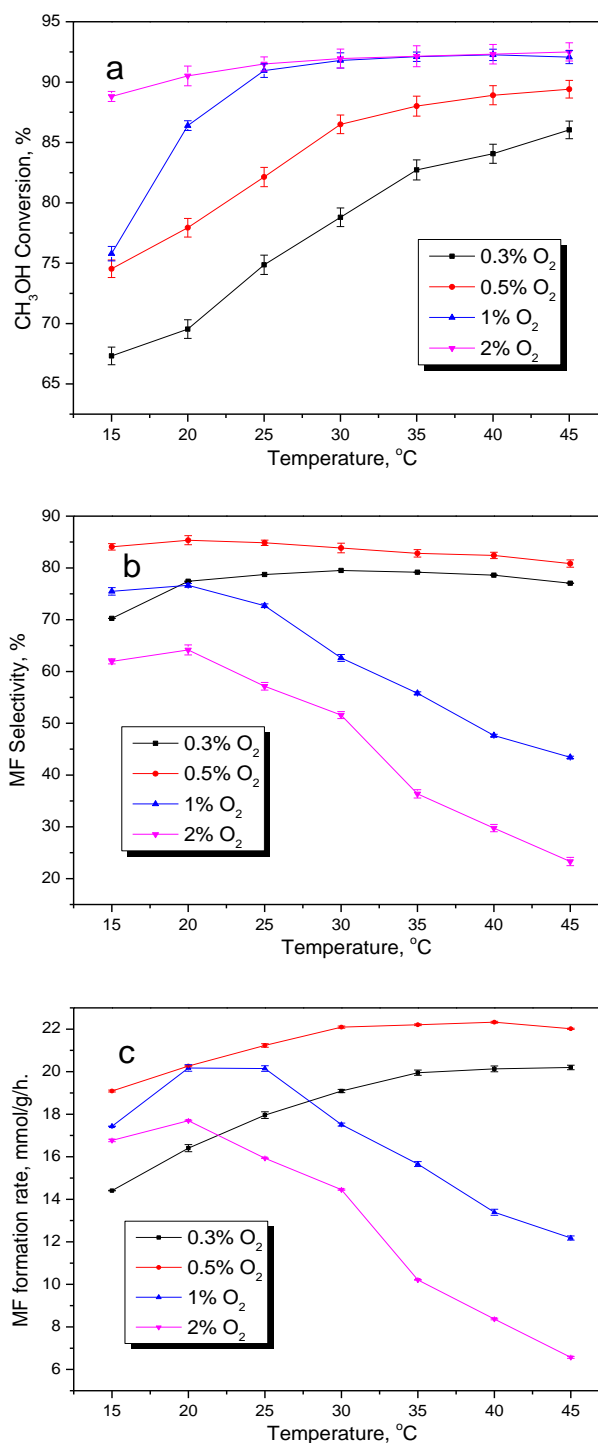 95
90
85
80
75
70
65
CH₃OH Conversion, %
a
0.3% O₂
0.5% O₂
1% O₂
2% O₂
15 20 25 30 35 40 45
Temperature, °C
90
80
70
60
50
40
30
20
MF Selectivity, %
b
0.3% O₂
0.5% O₂
1% O₂
2% O₂
15 20 25 30 35 40 45
Temperature, °C
22
20
18
16
14
12
10
8
6
MF formation rate, mmol/g/h.
c
0.3% O₂
0.5% O₂
1% O₂
2% O₂
15 20 25 30 35 40 45
Temperature, °C